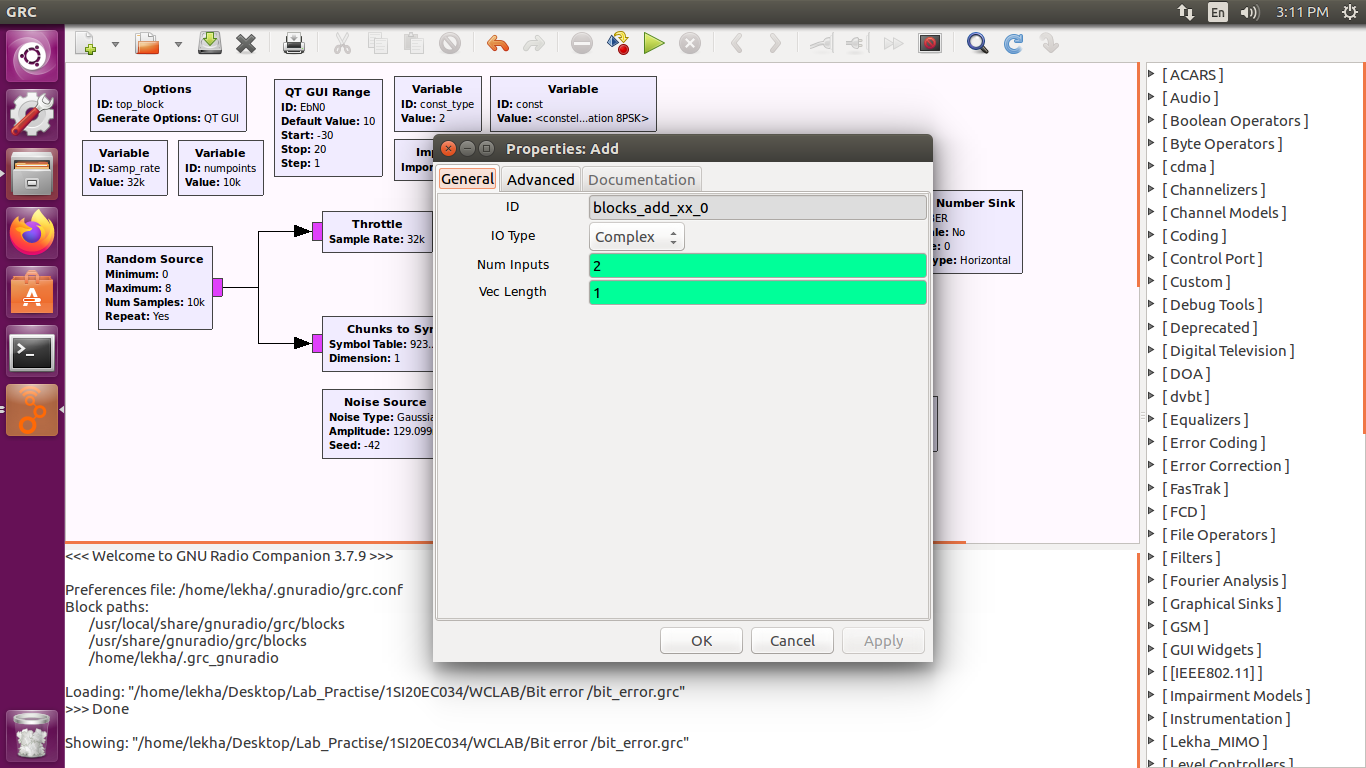 GRC
En
3:11 PM
Options
ID: top_block
Generate Options: QT GUI
QT GUI Range
ID: EbN0
Default Value: 10
Start: -30
Stop: 20
Step: 1
Variable
ID: const_type
Value: 2
Variable
ID: const
Value: <constel...ation 8PSK>
Variable
ID: samp_rate
Value: 32k
Variable
ID: numpoints
Value: 10k
Throttle
Sample Rate: 32k
Random Source
Minimum: 0
Maximum: 8
Num Samples: 10k
Repeat: Yes
Chunks to Syn
Symbol Table: 923..
Dimension: 1
Noise Source
Noise Type: Gaussia
Amplitude: 129.099
Seed: -42
Number Sink
BER
ale: No
e: 0
ype: Horizontal
Properties: Add
General
Advanced
Documentation
ID
blocks_add_xx_0
IO Type
Complex
Num Inputs
2
Vec Length
1
OK
Cancel
Apply
<<< Welcome to GNU Radio Companion 3.7.9 >>>
Preferences file: /home/lekha/.gnuradio/grc.conf
Block paths:
/usr/local/share/gnuradio/grc/blocks
/usr/share/gnuradio/grc/blocks
/home/lekha/.grc_gnuradio
Loading: "/home/lekha/Desktop/Lab_Practise/1SI20EC034/WCLAB/Bit error /bit_error.grc"
>>> Done
Showing: "/home/lekha/Desktop/Lab_Practise/1SI20EC034/WCLAB/Bit error /bit_error.grc"
[ ACARS ]
[ Audio ]
[ Boolean Operators ]
[ Byte Operators ]
[ cdma ]
[ Channelizers ]
[ Channel Models ]
[ Coding ]
[ Control Port ]
[ Custom ]
[ Debug Tools ]
[ Deprecated ]
[ Digital Television ]
[ DOA ]
[ dvbt ]
[ Equalizers ]
[ Error Coding ]
[ Error Correction ]
[ FasTrak ]
[ FCD ]
[ File Operators ]
[ Filters ]
[ Fourier Analysis ]
[ Graphical Sinks ]
[ GSM ]
[ GUI Widgets ]
[ [IEEE802.11] ]
[ Impairment Models ]
[ Instrumentation ]
[ Lekha_MIMO ]
[ Level Controllers ]